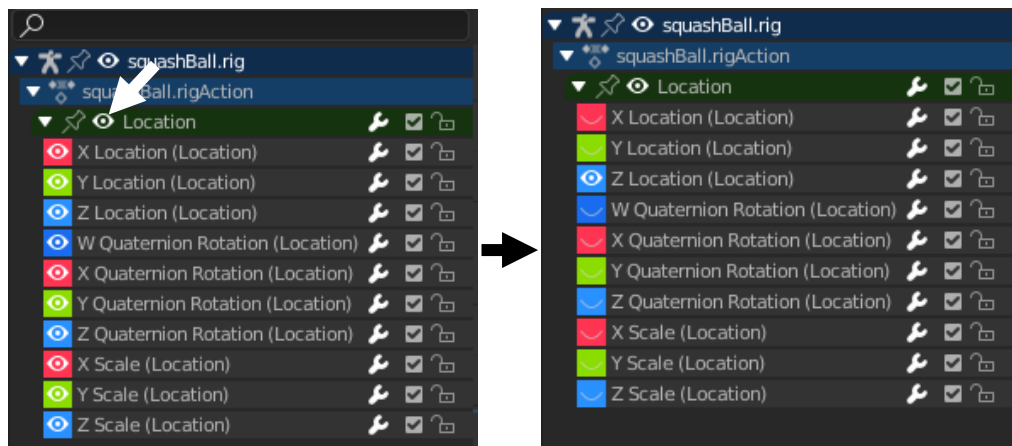 squashBall.rig
squashBall.rigAction
Location
X Location (Location)
Y Location (Location)
Z Location (Location)
W Quaternion Rotation (Location)
X Quaternion Rotation (Location)
Y Quaternion Rotation (Location)
Z Quaternion Rotation (Location)
X Scale (Location)
Y Scale (Location)
Z Scale (Location)
squashBall.rig
squashBall.rigAction
Location
X Location (Location)
Y Location (Location)
Z Location (Location)
W Quaternion Rotation (Location)
X Quaternion Rotation (Location)
Y Quaternion Rotation (Location)
Z Quaternion Rotation (Location)
X Scale (Location)
Y Scale (Location)
Z Scale (Location)